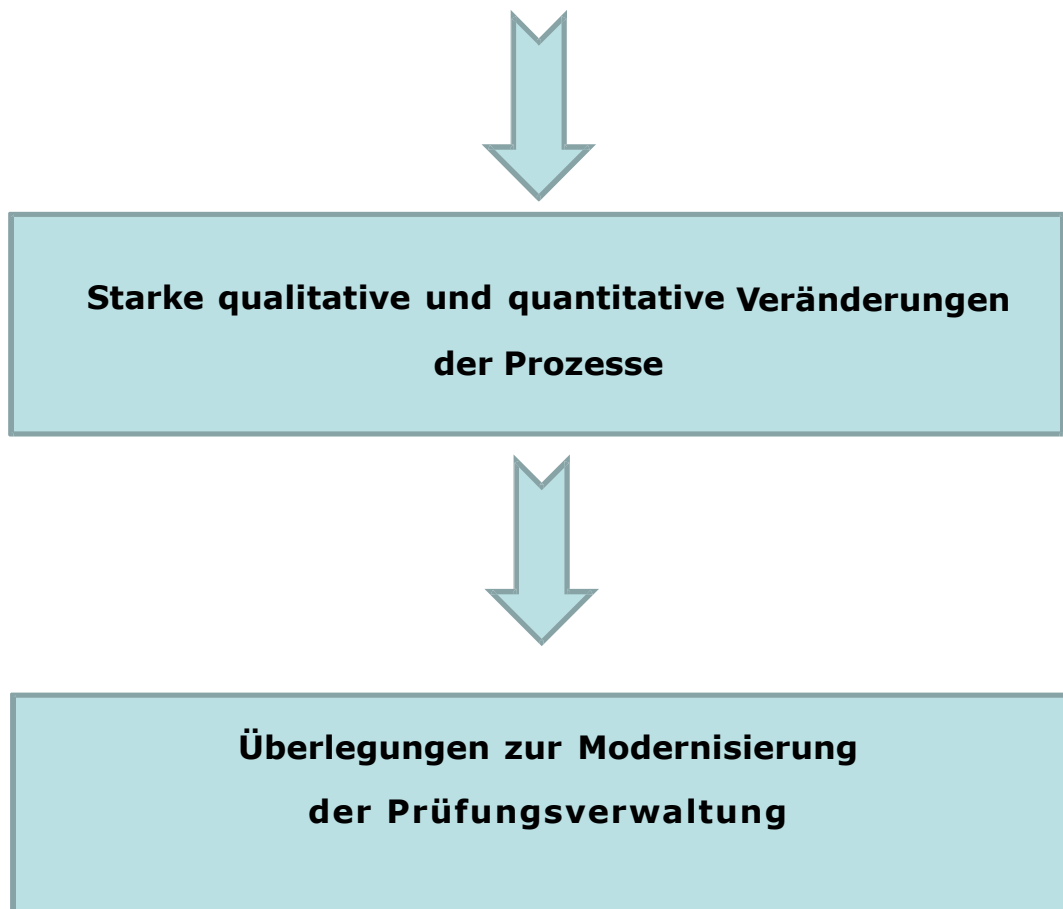 Starke qualitative und quantitative Veränderungen
der Prozesse
Überlegungen zur Modernisierung
der Prüfungsverwaltung